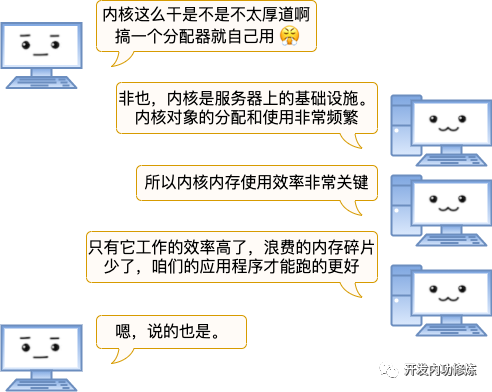 内核这么干是不是不太厚道啊
搞一个分配器就自己用 😤
非也，内核是服务器上的基础设施。
内核对象的分配和使用非常频繁
所以内核内存使用效率非常关键
只有它工作的效率高了，浪费的内存碎片
少了，咱们的应用程序才能跑的更好
嗯，说的也是。
开发内功修炼